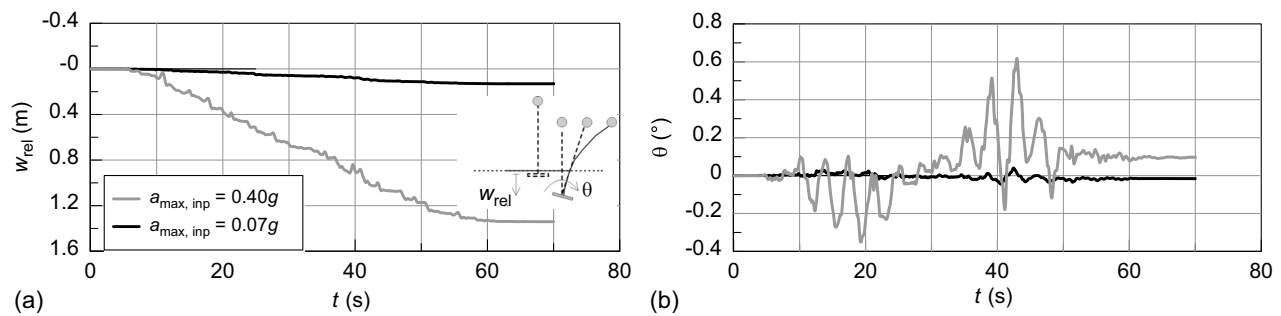 -0.4
-0
0.4
0.8
1.2
1.6
w_rel (m)
a_max, inp = 0.40g
a_max, inp = 0.07g
w_rel
θ
0 20 40 60 80
t (s)
(a)
0.8
0.6
0.4
0.2
0
-0.2
-0.4
θ (°)
0 20 40 60 80
t (s)
(b)